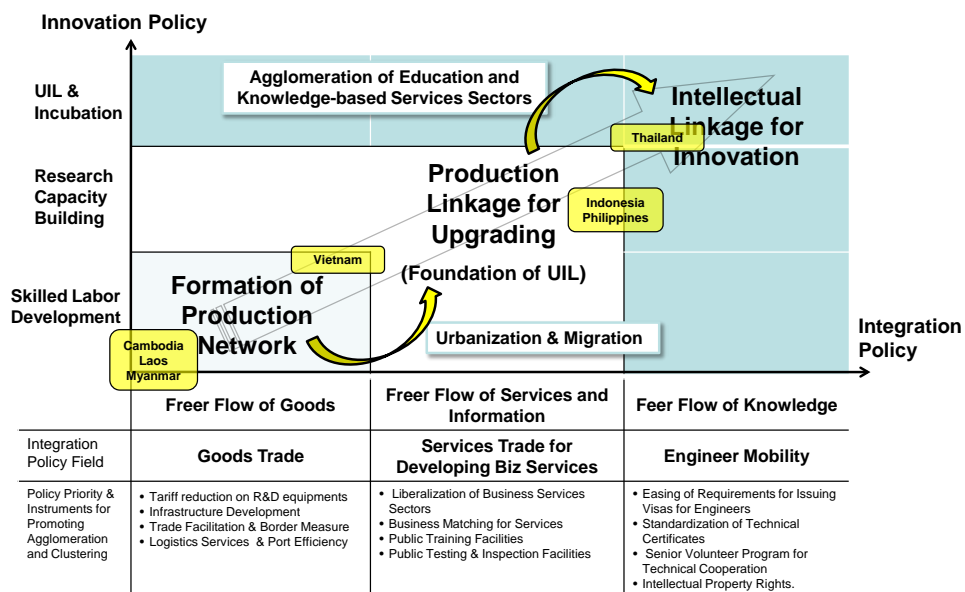 Innovation Policy
UIL &
Incubation
Agglomeration of Education and
Knowledge-based Services Sectors
Intellectual
Linkage for
Innovation
Thailand
Research
Capacity
Building
Production
Linkage for
Upgrading
(Foundation of UIL)
Indonesia
Philippines
Vietnam
Skilled Labor
Development
Formation of
Production
Network
Urbanization & Migration
Cambodia
Laos
Myanmar
Integration
Policy
Freer Flow of Goods
Freer Flow of Services and
Information
Feer Flow of Knowledge
Integration
Policy Field
Goods Trade
Services Trade for
Developing Biz Services
Engineer Mobility
Policy Priority &
Instruments for
Promoting
Agglomeration
and Clustering
• Tariff reduction on R&D equipments
• Infrastructure Development
• Trade Facilitation & Border Measure
• Logistics Services & Port Efficiency
• Liberalization of Business Services
Sectors
• Business Matching for Services
• Public Training Facilities
• Public Testing & Inspection Facilities
• Easing of Requirements for Issuing
Visas for Engineers
• Standardization of Technical
Certificates
• Senior Volunteer Program for
Technical Cooperation
• Intellectual Property Rights.